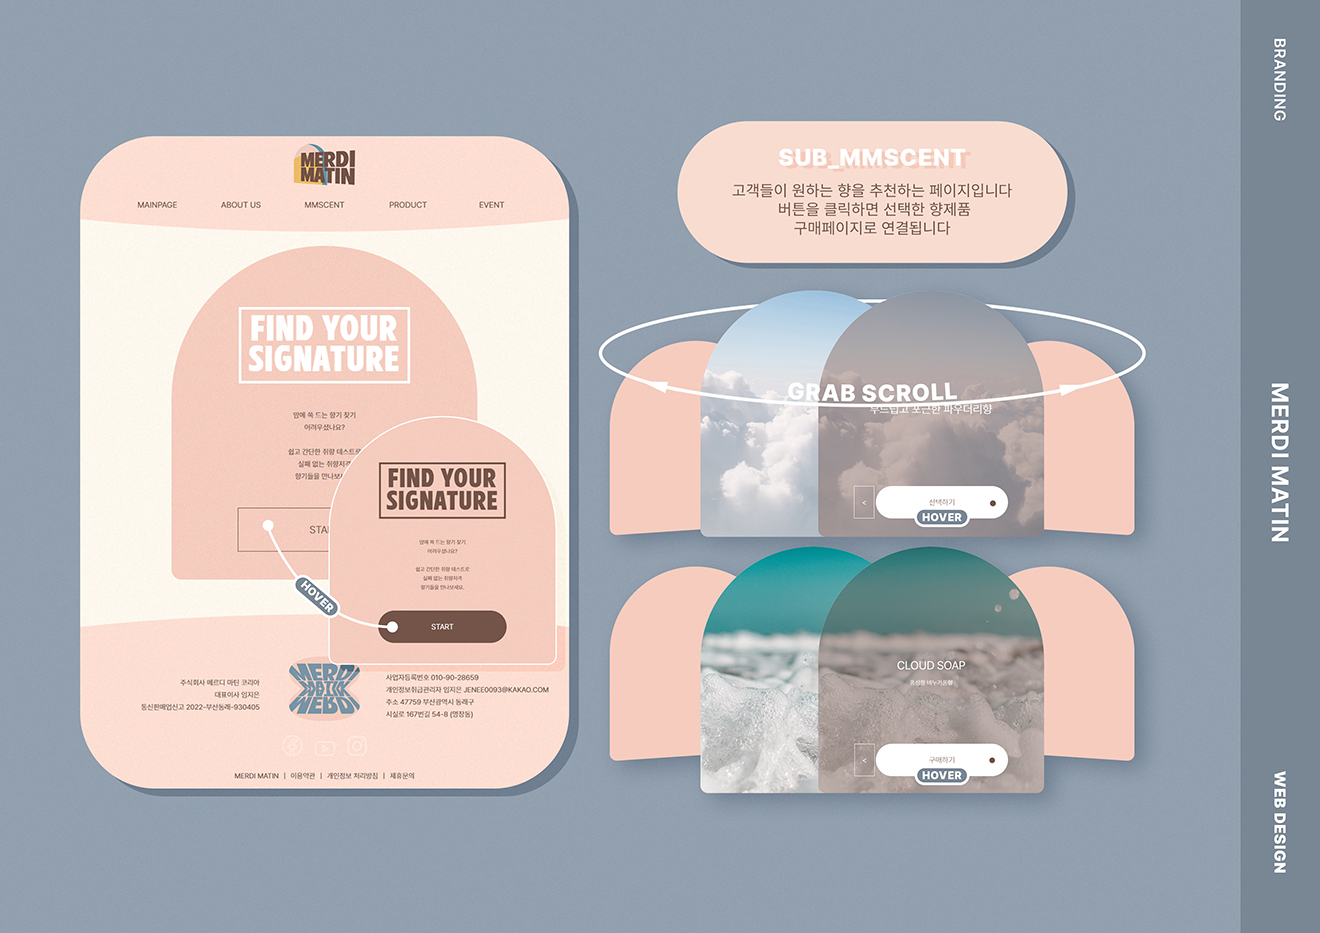 MERDI
MATIN
MAINPAGE
ABOUT US
MMSCENT
PRODUCT
EVENT
FIND YOUR
SIGNATURE
맘에 쏙 드는 향기 찾기
어려우셨나요?
쉽고 간단한 취향 테스트로
실패 없는 취향저격
향기들을 만나보
HOVER
FIND YOUR
SIGNATURE
맘에 쏙 드는 향기 찾기
어려우셨나요?
쉽고 간단한 취향 테스트로
실패 없는 취향저격
향기들을 만나보세요.
START
주식회사 메르디 마틴 코리아
대표이사 임지은
통신판매업신고 2022-부산동래-930405
MERDI
MATIN
MERDI
사업자등록번호 010-90-28659
개인정보취급관리자 임지은 JENEE0093@KAKAO.COM
주소 47759 부산광역시 동래구
시실로 167번길 54-8 (명장동)
MERDI MATIN | 이용약관 | 개인정보 처리방침 | 제휴문의
SUB_MMSCENT
고객들이 원하는 향을 추천하는 페이지입니다
버튼을 클릭하면 선택한 향제품
구매페이지로 연결됩니다
GRAB SCROLL
부드럽고 포근한 파우더리향
<
선택하기
HOVER
CLOUD SOAP
<
구매하기
HOVER
BRANDING
MERDI MATIN
WEB DESIGN